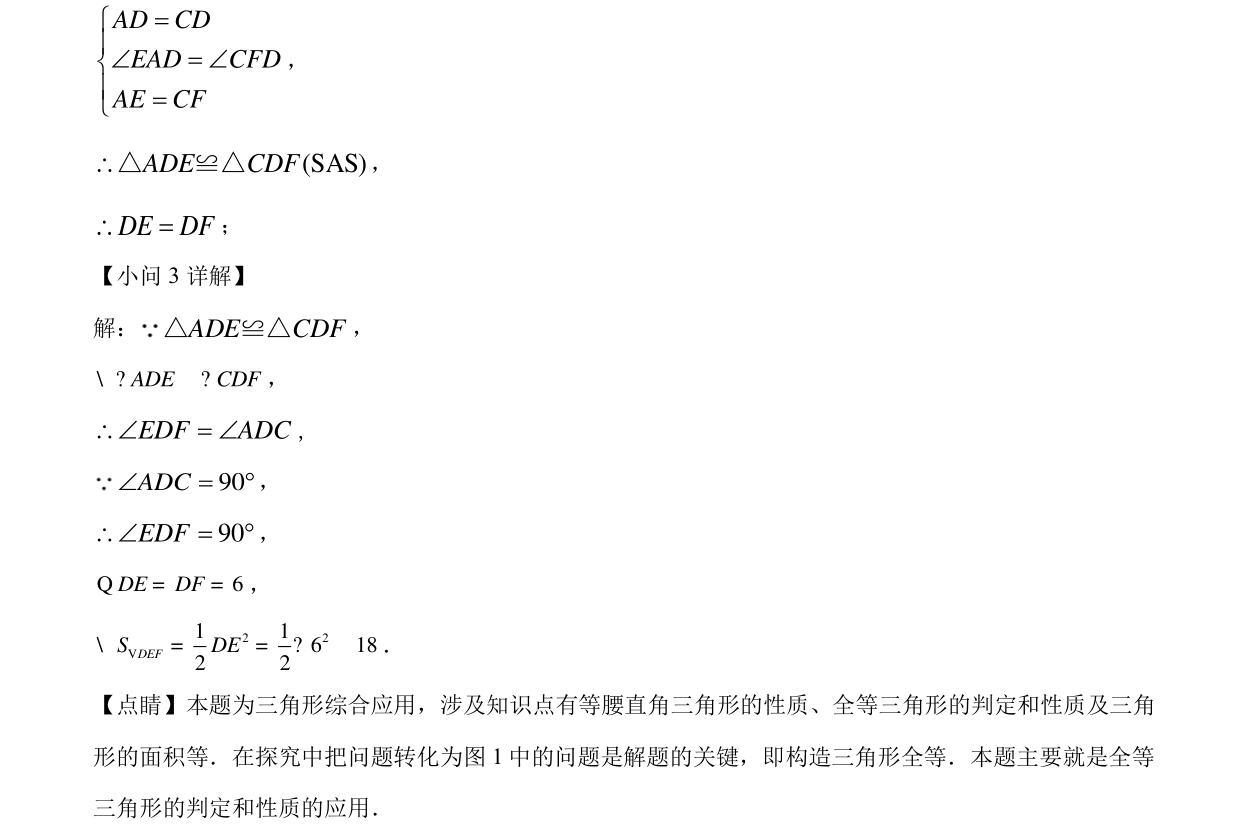 {AD = CD
∠EAD = ∠CFD，
AE = CF
∴△ADE≌△CDF(SAS)，
∴DE = DF；
【小问 3 详解】
解：∵△ADE≌△CDF，
\ ? ADE ? CDF，
∴∠EDF = ∠ADC，
∵∠ADC = 90°，
∴∠EDF = 90°，
Q DE = DF = 6，
\ S_{VDEF} = 1/2 DE² = 1/2 ? 6² 18．
【点睛】本题为三角形综合应用，涉及知识点有等腰直角三角形的性质、全等三角形的判定和性质及三角
形的面积等．在探究中把问题转化为图 1 中的问题是解题的关键，即构造三角形全等．本题主要就是全等
三角形的判定和性质的应用．